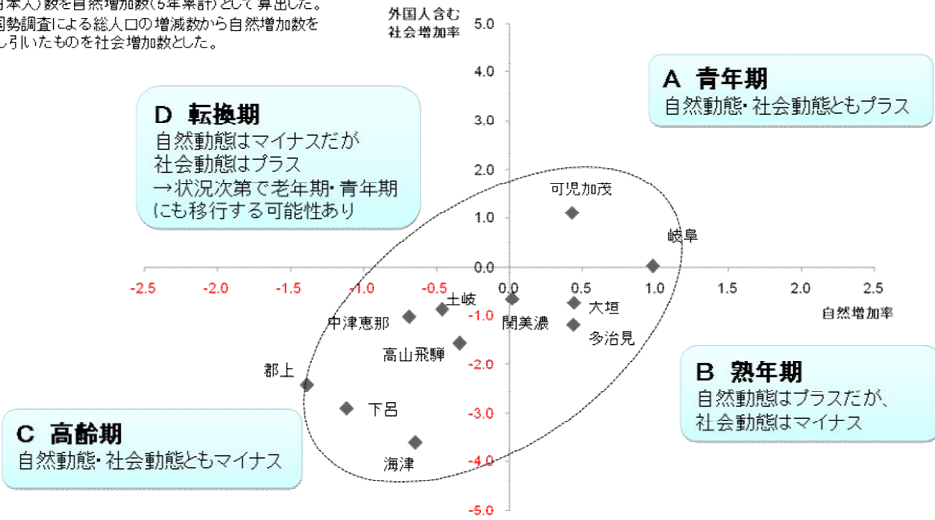 日本人)数を自然増加数(5年累計)として算出した。
国勢調査による総人口の増減数から自然増加数を
し引いたものを社会増加数とした。
外国人含む
社会増加率
5.0
4.0
3.0
2.0
1.0
0.0
-1.0
-2.0
-3.0
-4.0
-5.0
-2.5
-2.0
-1.5
-1.0
-0.5
0.0
0.5
1.0
1.5
2.0
2.5
自然増加率
A 青年期
自然動態・社会動態ともプラス
D 転換期
自然動態はマイナスだが
社会動態はプラス
→状況次第で老年期・青年期
にも移行する可能性あり
可児加茂
岐阜
土岐
中津恵那
関美濃
大垣
多治見
高山飛騨
郡上
下呂
海津
B 熟年期
自然動態はプラスだが、
社会動態はマイナス
C 高齢期
自然動態・社会動態ともマイナス